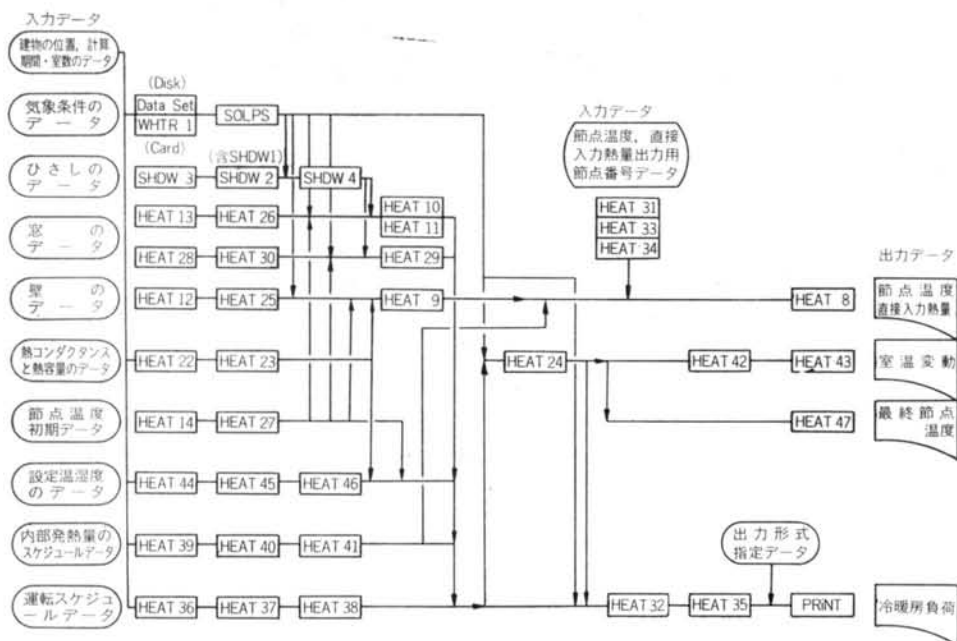 入力データ
建物の位置，計算
期間・室数のデータ
気象条件の
データ
(Disk)
Data Set
WHTR 1
SOLPS
(Card)
(含SHDW1)
ひさしの
データ
SHDW 3
SHDW 2
SHDW 4
HEAT 13
HEAT 26
HEAT 10
HEAT 11
窓の
データ
HEAT 28
HEAT 30
HEAT 29
壁の
データ
HEAT 12
HEAT 25
HEAT 9
熱コンダクタンス
と熱容量のデータ
HEAT 22
HEAT 23
節点温度
初期データ
HEAT 14
HEAT 27
設定温湿度
のデータ
HEAT 44
HEAT 45
HEAT 46
内部発熱量の
スケジュールデータ
HEAT 39
HEAT 40
HEAT 41
運転スケジュ
ールデータ
HEAT 36
HEAT 37
HEAT 38
入力データ
節点温度，直接
入力熱量出力用
節点番号データ
HEAT 31
HEAT 33
HEAT 34
HEAT 24
HEAT 42
HEAT 43
HEAT 8
HEAT 47
出力形式
指定データ
HEAT 32
HEAT 35
PRINT
出力データ
節点温度
直接入力熱量
室温変動
最終節点
温度
冷暖房負荷